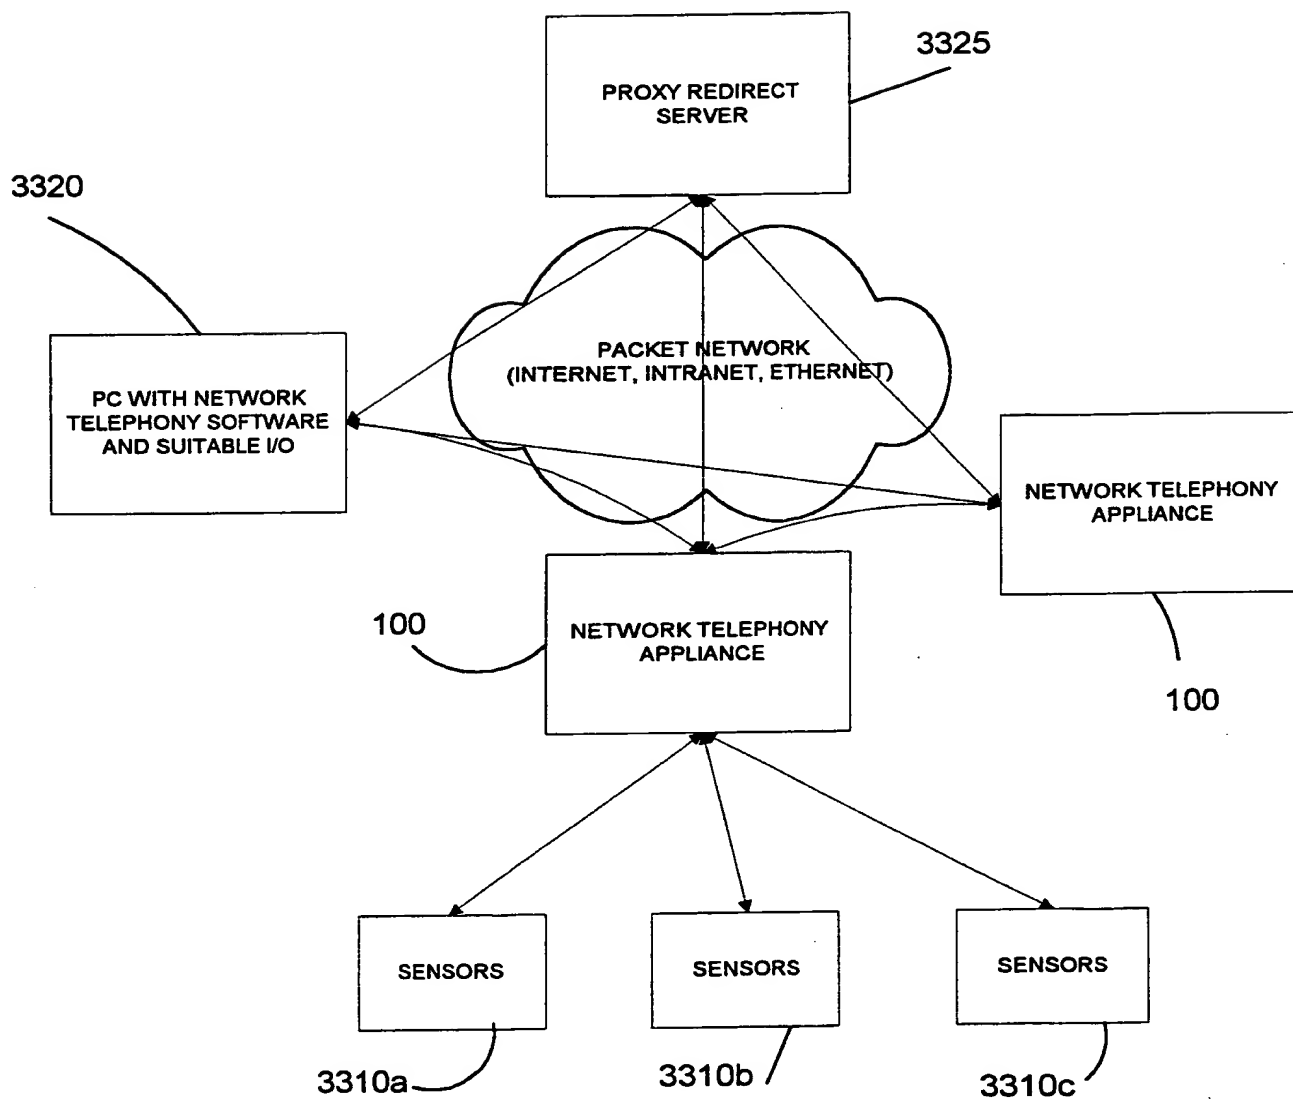 3325
PROXY REDIRECT
SERVER
3320
PACKET NETWORK
(INTERNET, INTRANET, ETHERNET)
PC WITH NETWORK
TELEPHONY SOFTWARE
AND SUITABLE I/O
NETWORK TELEPHONY
APPLIANCE
100
NETWORK TELEPHONY
APPLIANCE
100
SENSORS
SENSORS
SENSORS
3310a
3310b
3310c